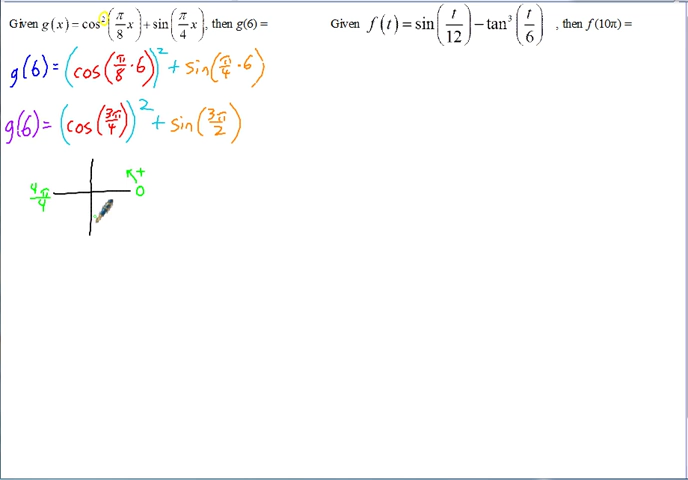 Given g(x) = cos²(π/8 x) + sin(π/4 x), then g(6) =
g(6) = (cos(π/8 · 6))² + sin(π/4 · 6)
g(6) = (cos(3π/4))² + sin(3π/2)
+
4π/4
0
Given f(t) = sin(t/12) − tan³(t/6) , then f(10π) =